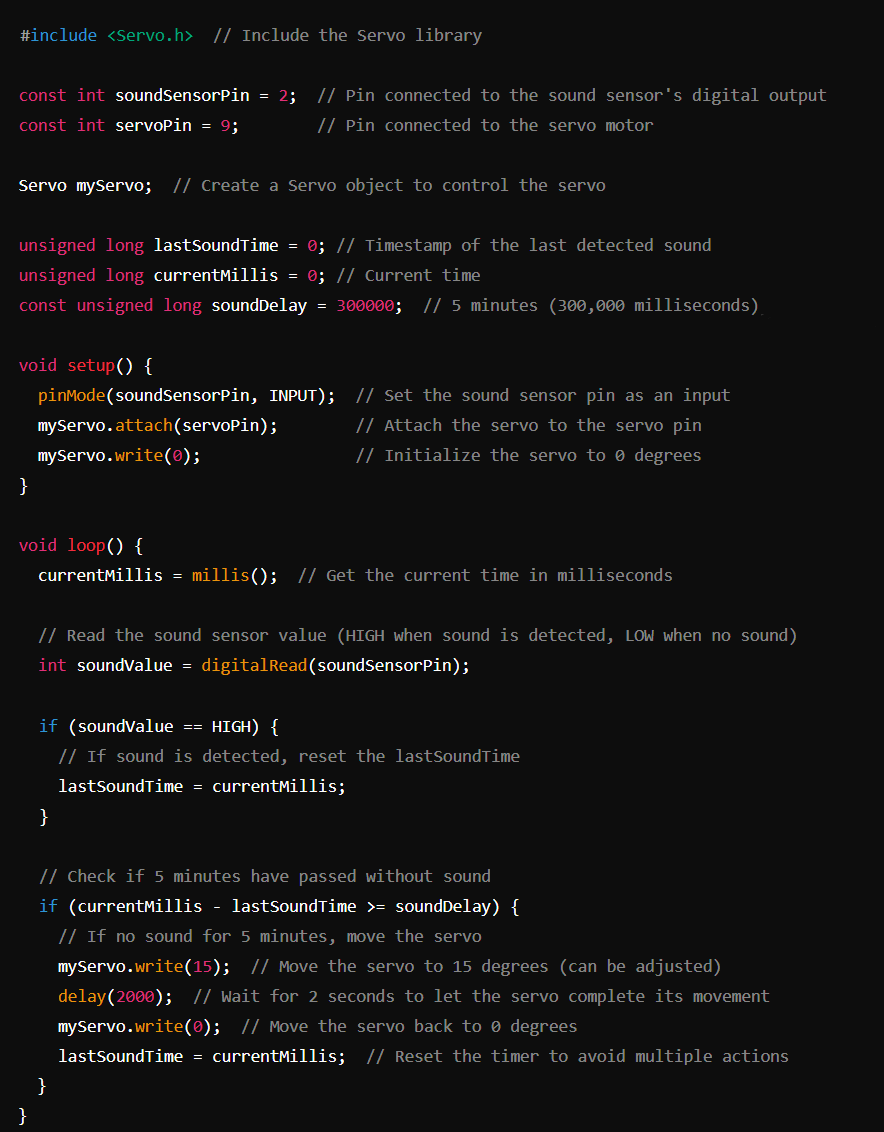 #include <Servo.h>  // Include the Servo library

const int soundSensorPin = 2;  // Pin connected to the sound sensor's digital output
const int servoPin = 9;        // Pin connected to the servo motor

Servo myServo;  // Create a Servo object to control the servo

unsigned long lastSoundTime = 0; // Timestamp of the last detected sound
unsigned long currentMillis = 0; // Current time
const unsigned long soundDelay = 300000;  // 5 minutes (300,000 milliseconds)

void setup() {
  pinMode(soundSensorPin, INPUT);  // Set the sound sensor pin as an input
  myServo.attach(servoPin);        // Attach the servo to the servo pin
  myServo.write(0);                // Initialize the servo to 0 degrees
}

void loop() {
  currentMillis = millis();  // Get the current time in milliseconds

  // Read the sound sensor value (HIGH when sound is detected, LOW when no sound)
  int soundValue = digitalRead(soundSensorPin);

  if (soundValue == HIGH) {
    // If sound is detected, reset the lastSoundTime
    lastSoundTime = currentMillis;
  }

  // Check if 5 minutes have passed without sound
  if (currentMillis - lastSoundTime >= soundDelay) {
    // If no sound for 5 minutes, move the servo
    myServo.write(15);  // Move the servo to 15 degrees (can be adjusted)
    delay(2000);  // Wait for 2 seconds to let the servo complete its movement
    myServo.write(0);  // Move the servo back to 0 degrees
    lastSoundTime = currentMillis;  // Reset the timer to avoid multiple actions
  }
}